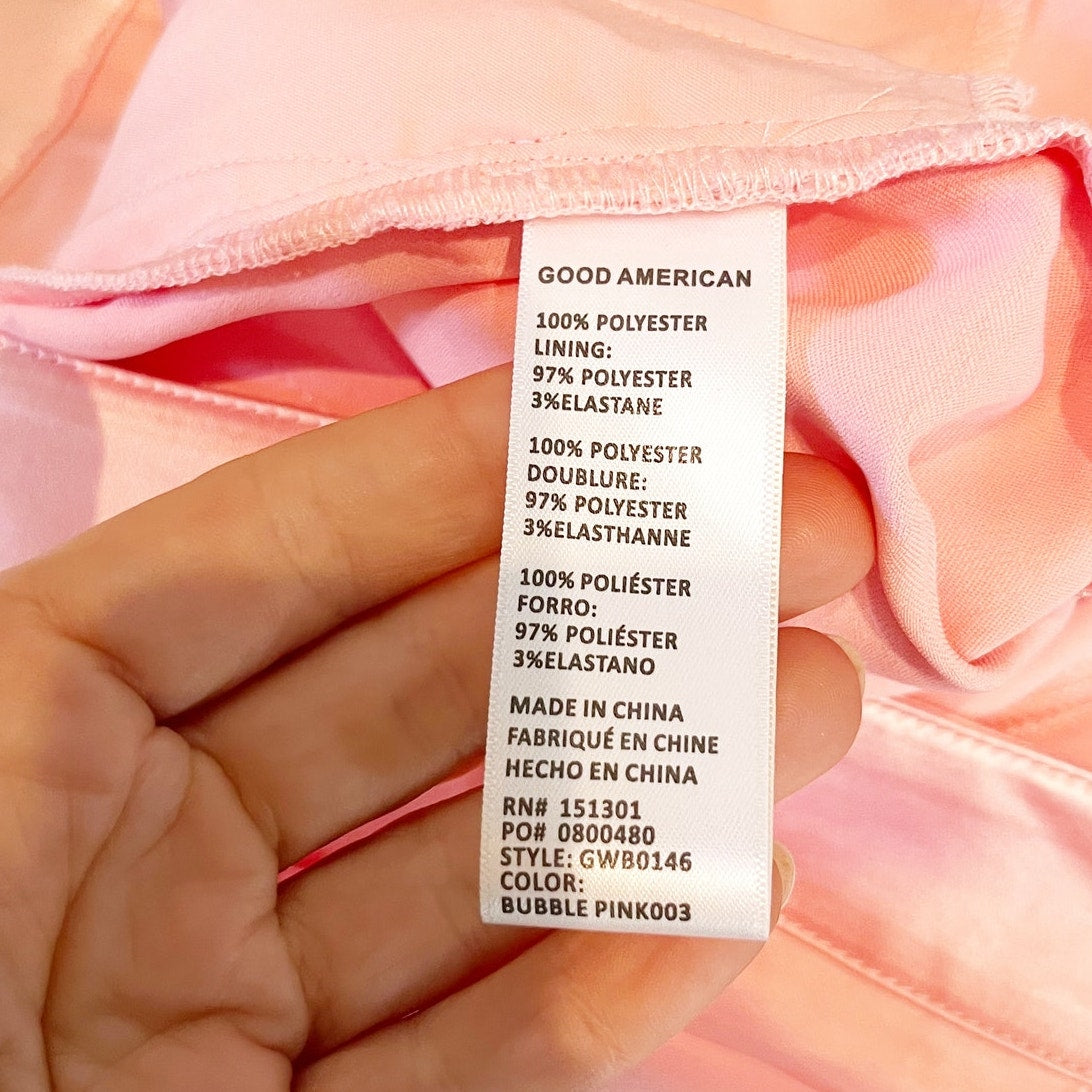 GOOD AMERICAN
100% POLYESTER
LINING:
97% POLYESTER
3%ELASTANE
100% POLYESTER
DOUBLURE:
97% POLYESTER
3%ELASTHANNE
100% POLIÉSTER
FORRO:
97% POLIÉSTER
3%ELASTANO
MADE IN CHINA
FABRIQUÉ EN CHINE
HECHO EN CHINA
RN# 151301
PO# 0800480
STYLE: GWB0146
COLOR:
BUBBLE PINK003